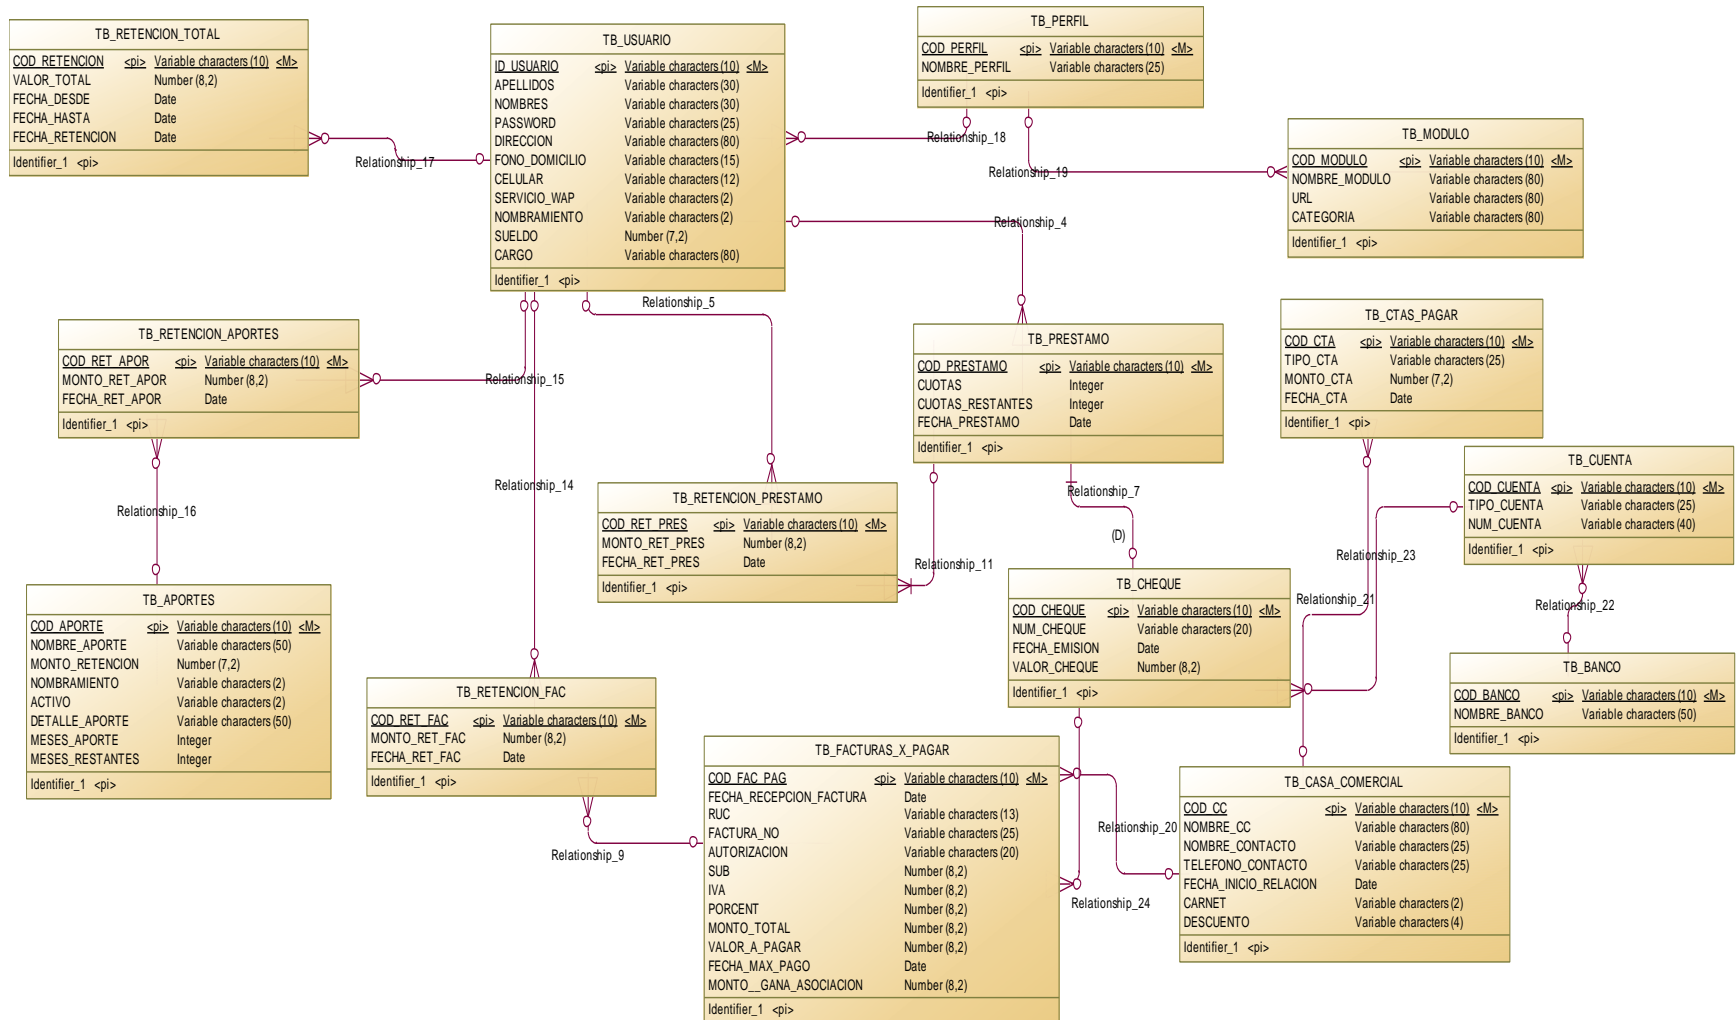 TB_RETENCION_TOTAL
COD_RETENCION <pi> Variable characters (10) <M>
VALOR_TOTAL Number (8,2)
FECHA_DESDE Date
FECHA_HASTA Date
FECHA_RETENCION Date
Identifier_1 <pi>
TB_USUARIO
ID_USUARIO <pi> Variable characters (10) <M>
APELLIDOS Variable characters (30)
NOMBRES Variable characters (30)
PASSWORD Variable characters (25)
DIRECCION Variable characters (80)
FONO_DOMICILIO Variable characters (15)
CELULAR Variable characters (12)
SERVICIO_WAP Variable characters (2)
NOMBRAMIENTO Variable characters (2)
SUELDO Number (7,2)
CARGO Variable characters (80)
Identifier_1 <pi>
TB_PERFIL
COD_PERFIL <pi> Variable characters (10) <M>
NOMBRE_PERFIL Variable characters (25)
Identifier_1 <pi>
TB_MODULO
COD_MODULO <pi> Variable characters (10) <M>
NOMBRE_MODULO Variable characters (80)
URL Variable characters (80)
CATEGORIA Variable characters (80)
Identifier_1 <pi>
Relationship_17
Relationship_18
Relationship_19
Relationship_4
Relationship_5
TB_RETENCION_APORTES
COD_RET_APOR <pi> Variable characters (10) <M>
MONTO_RET_APOR Number (8,2)
FECHA_RET_APOR Date
Identifier_1 <pi>
Relationship_15
TB_PRESTAMO
COD_PRESTAMO <pi> Variable characters (10) <M>
CUOTAS Integer
CUOTAS_RESTANTES Integer
FECHA_PRESTAMO Date
Identifier_1 <pi>
TB_CTAS_PAGAR
COD_CTA <pi> Variable characters (10) <M>
TIPO_CTA Variable characters (25)
MONTO_CTA Number (7,2)
FECHA_CTA Date
Identifier_1 <pi>
TB_CUENTA
COD_CUENTA <pi> Variable characters (10) <M>
TIPO_CUENTA Variable characters (25)
NUM_CUENTA Variable characters (40)
Identifier_1 <pi>
Relationship_16
Relationship_14
Relationship_7
(D)
Relationship_11
Relationship_23
Relationship_21
Relationship_22
TB_RETENCION_PRESTAMO
COD_RET_PRES <pi> Variable characters (10) <M>
MONTO_RET_PRES Number (8,2)
FECHA_RET_PRES Date
Identifier_1 <pi>
TB_APORTES
COD_APORTE <pi> Variable characters (10) <M>
NOMBRE_APORTE Variable characters (50)
MONTO_RETENCION Number (7,2)
NOMBRAMIENTO Variable characters (2)
ACTIVO Variable characters (2)
DETALLE_APORTE Variable characters (50)
MESES_APORTE Integer
MESES_RESTANTES Integer
Identifier_1 <pi>
TB_CHEQUE
COD_CHEQUE <pi> Variable characters (10) <M>
NUM_CHEQUE Variable characters (20)
FECHA_EMISION Date
VALOR_CHEQUE Number (8,2)
Identifier_1 <pi>
TB_BANCO
COD_BANCO <pi> Variable characters (10) <M>
NOMBRE_BANCO Variable characters (50)
Identifier_1 <pi>
TB_RETENCION_FAC
COD_RET_FAC <pi> Variable characters (10) <M>
MONTO_RET_FAC Number (8,2)
FECHA_RET_FAC Date
Identifier_1 <pi>
Relationship_9
TB_FACTURAS_X_PAGAR
COD_FAC_PAG <pi> Variable characters (10) <M>
FECHA_RECEPCION_FACTURA Date
RUC Variable characters (13)
FACTURA_NO Variable characters (25)
AUTORIZACION Variable characters (20)
SUB Number (8,2)
IVA Number (8,2)
PORCENT Number (8,2)
MONTO_TOTAL Number (8,2)
VALOR_A_PAGAR Number (8,2)
FECHA_MAX_PAGO Date
MONTO__GANA_ASOCIACION Number (8,2)
Identifier_1 <pi>
Relationship_20
Relationship_24
TB_CASA_COMERCIAL
COD_CC <pi> Variable characters (10) <M>
NOMBRE_CC Variable characters (80)
NOMBRE_CONTACTO Variable characters (25)
TELEFONO_CONTACTO Variable characters (25)
FECHA_INICIO_RELACION Date
CARNET Variable characters (2)
DESCUENTO Variable characters (4)
Identifier_1 <pi>